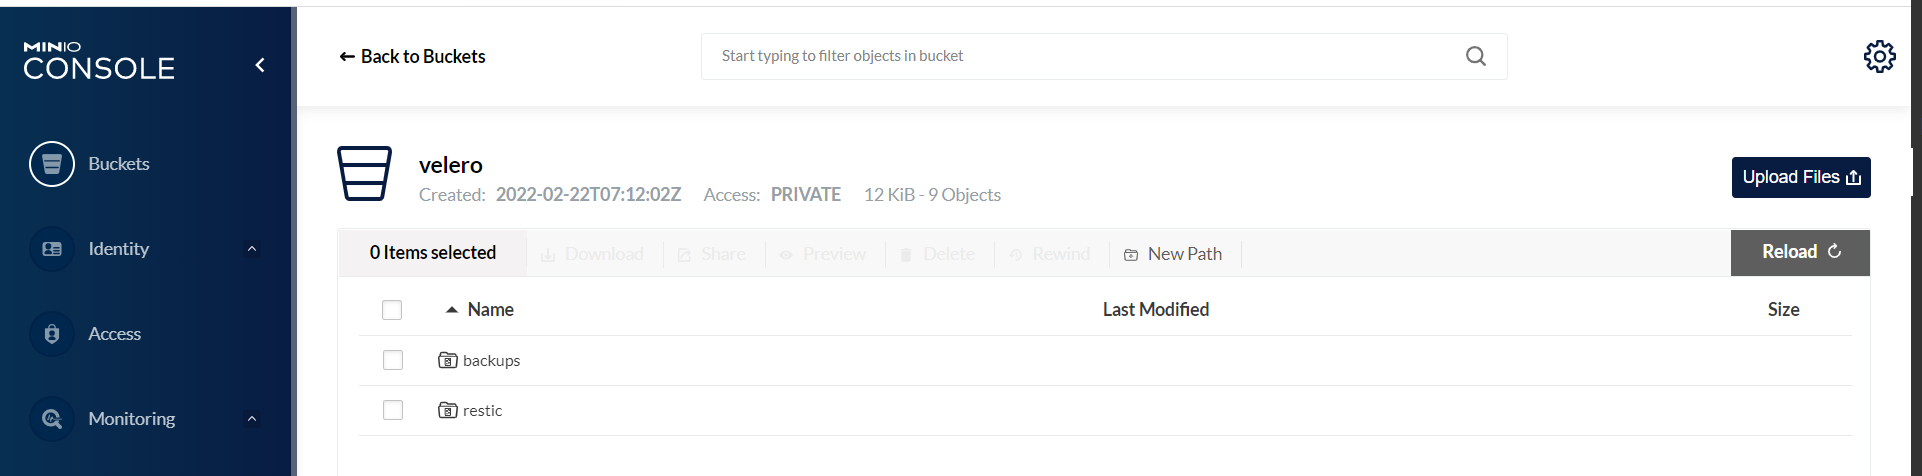 MINIO
CONSOLE
Buckets
Identity
Access
Monitoring
Back to Buckets
Start typing to filter objects in bucket
velero
Created: 2022-02-22T07:12:02Z Access: PRIVATE 12 KiB - 9 Objects
Upload Files
0 Items selected Download Share Preview Delete Rewind New Path Reload
Name Last Modified Size
backups
restic